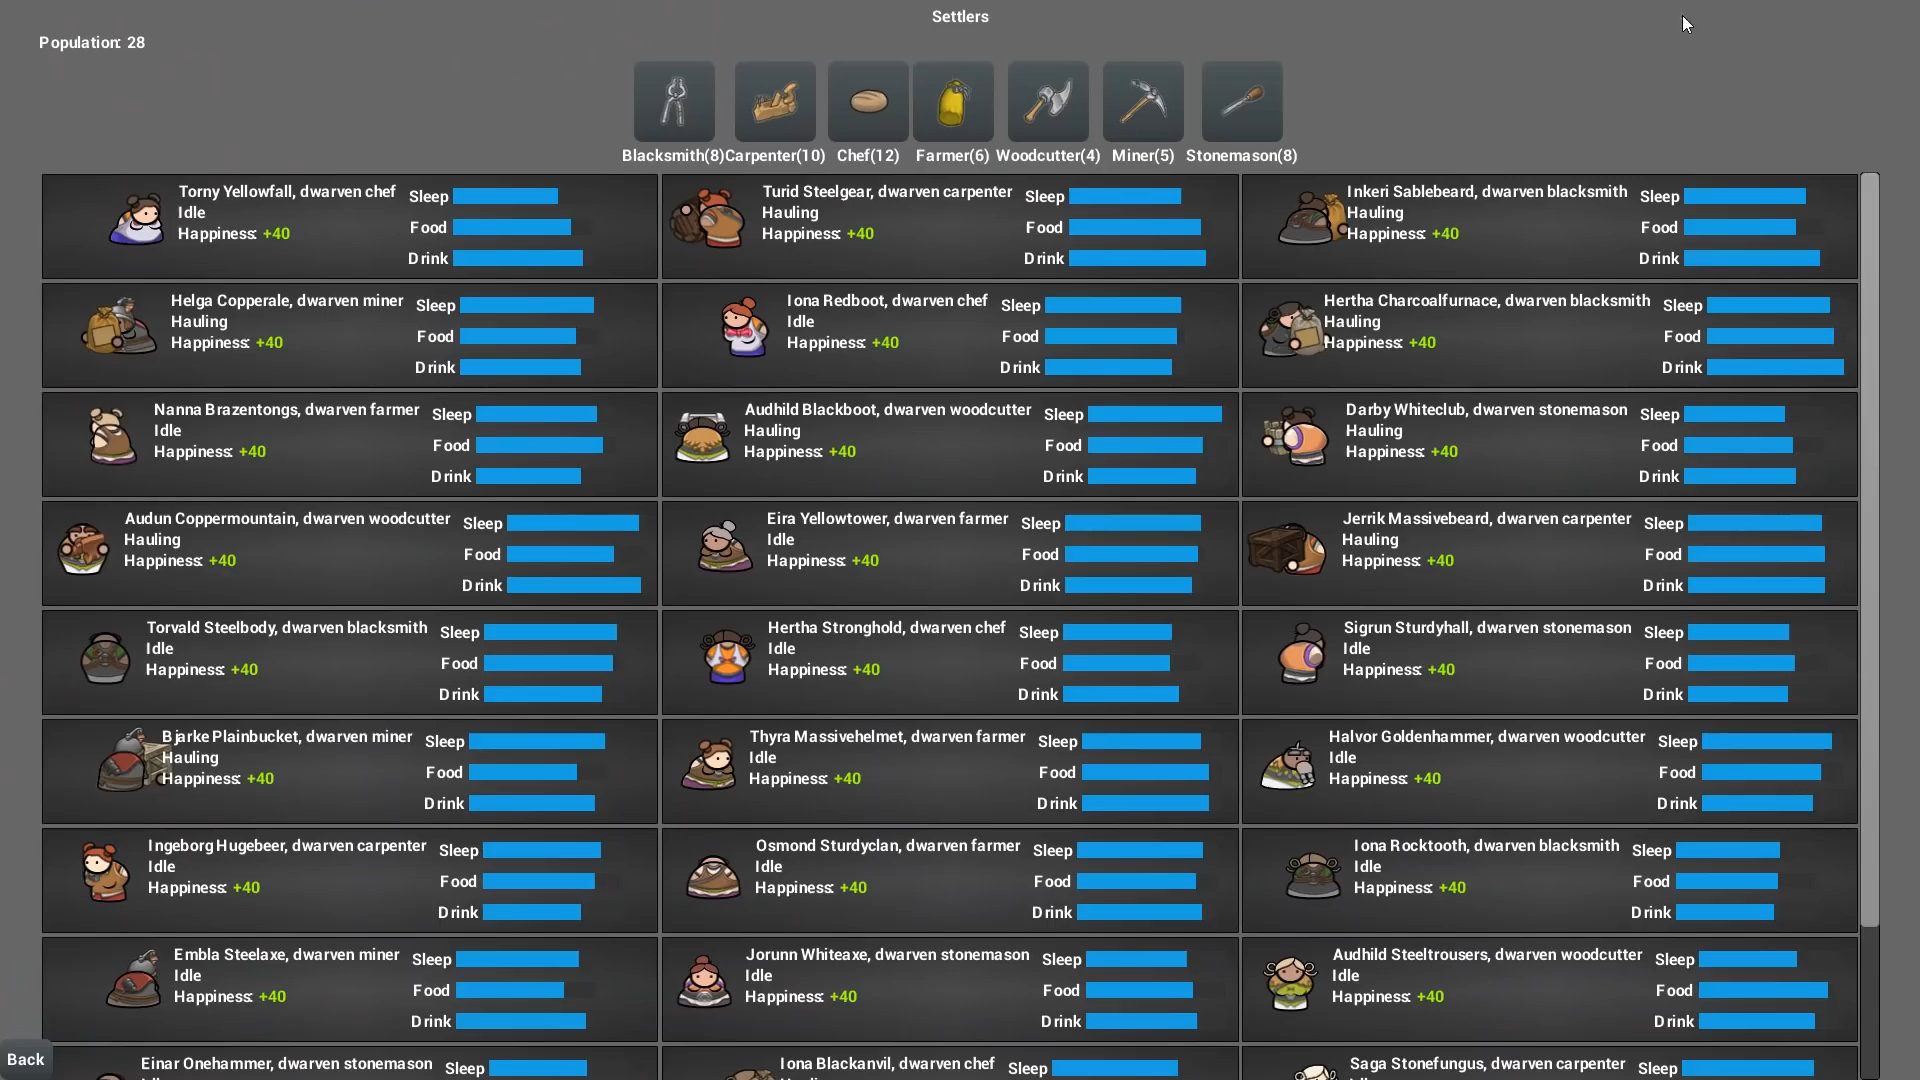 Settlers
Population: 28
Blacksmith(8) Carpenter(10) Chef(12) Farmer(6) Woodcutter(4) Miner(5) Stonemason(8)
Torny Yellowfall, dwarven chef
Idle
Happiness: +40
Sleep
Food
Drink
Turid Steelgear, dwarven carpenter
Hauling
Happiness: +40
Sleep
Food
Drink
Inkeri Sablebeard, dwarven blacksmith
Hauling
Happiness: +40
Sleep
Food
Drink
Helga Copperale, dwarven miner
Hauling
Happiness: +40
Sleep
Food
Drink
Iona Redboot, dwarven chef
Idle
Happiness: +40
Sleep
Food
Drink
Hertha Charcoalfurnace, dwarven blacksmith
Hauling
Happiness: +40
Sleep
Food
Drink
Nanna Brazentongs, dwarven farmer
Idle
Happiness: +40
Sleep
Food
Drink
Audhild Blackboot, dwarven woodcutter
Hauling
Happiness: +40
Sleep
Food
Drink
Darby Whiteclub, dwarven stonemason
Hauling
Happiness: +40
Sleep
Food
Drink
Audun Coppermountain, dwarven woodcutter
Hauling
Happiness: +40
Sleep
Food
Drink
Eira Yellowtower, dwarven farmer
Idle
Happiness: +40
Sleep
Food
Drink
Jerrik Massivebeard, dwarven carpenter
Hauling
Happiness: +40
Sleep
Food
Drink
Torvald Steelbody, dwarven blacksmith
Idle
Happiness: +40
Sleep
Food
Drink
Hertha Stronghold, dwarven chef
Idle
Happiness: +40
Sleep
Food
Drink
Sigrun Sturdyhall, dwarven stonemason
Idle
Happiness: +40
Sleep
Food
Drink
Bjarke Plainbucket, dwarven miner
Hauling
Happiness: +40
Sleep
Food
Drink
Thyra Massivehelmet, dwarven farmer
Idle
Happiness: +40
Sleep
Food
Drink
Halvor Goldenhammer, dwarven woodcutter
Idle
Happiness: +40
Sleep
Food
Drink
Ingeborg Hugebeer, dwarven carpenter
Idle
Happiness: +40
Sleep
Food
Drink
Osmond Sturdyclan, dwarven farmer
Idle
Happiness: +40
Sleep
Food
Drink
Iona Rocktooth, dwarven blacksmith
Idle
Happiness: +40
Sleep
Food
Drink
Embla Steelaxe, dwarven miner
Idle
Happiness: +40
Sleep
Food
Drink
Jorunn Whiteaxe, dwarven stonemason
Idle
Happiness: +40
Sleep
Food
Drink
Audhild Steeltrousers, dwarven woodcutter
Idle
Happiness: +40
Sleep
Food
Drink
Back
Einar Onehammer, dwarven stonemason
Sleep
Iona Blackanvil, dwarven chef
Sleep
Saga Stonefungus, dwarven carpenter
Sleep